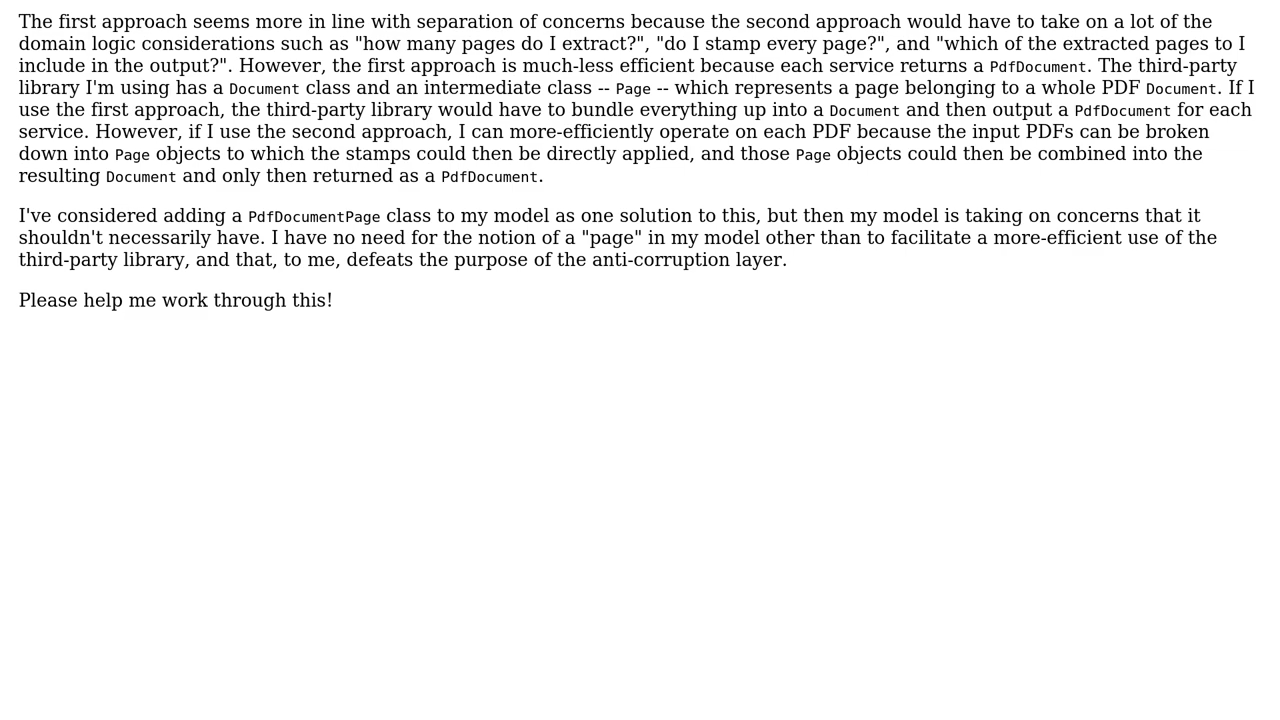 The first approach seems more in line with separation of concerns because the second approach would have to take on a lot of the
domain logic considerations such as "how many pages do I extract?", "do I stamp every page?", and "which of the extracted pages to I
include in the output?". However, the first approach is much-less efficient because each service returns a PdfDocument. The third-party
library I'm using has a Document class and an intermediate class -- Page -- which represents a page belonging to a whole PDF Document. If I
use the first approach, the third-party library would have to bundle everything up into a Document and then output a PdfDocument for each
service. However, if I use the second approach, I can more-efficiently operate on each PDF because the input PDFs can be broken
down into Page objects to which the stamps could then be directly applied, and those Page objects could then be combined into the
resulting Document and only then returned as a PdfDocument.
I've considered adding a PdfDocumentPage class to my model as one solution to this, but then my model is taking on concerns that it
shouldn't necessarily have. I have no need for the notion of a "page" in my model other than to facilitate a more-efficient use of the
third-party library, and that, to me, defeats the purpose of the anti-corruption layer.
Please help me work through this!